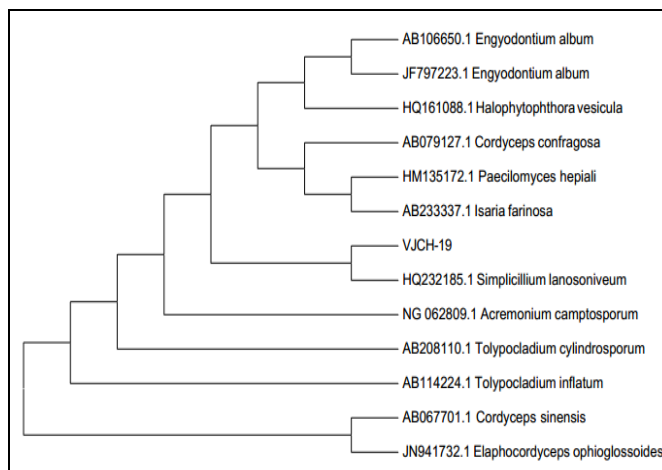 AB106650.1 Engyodontium album
JF797223.1 Engyodontium album
HQ161088.1 Halophytophthora vesicula
AB079127.1 Cordyceps confragosa
HM135172.1 Paecilomyces hepiali
AB233337.1 Isaria farinosa
VJCH-19
HQ232185.1 Simplicillium lanosoniveum
NG 062809.1 Acremonium camptosporum
AB208110.1 Tolypocladium cylindrosporum
AB114224.1 Tolypocladium inflatum
AB067701.1 Cordyceps sinensis
JN941732.1 Elaphocordyceps ophioglossoides